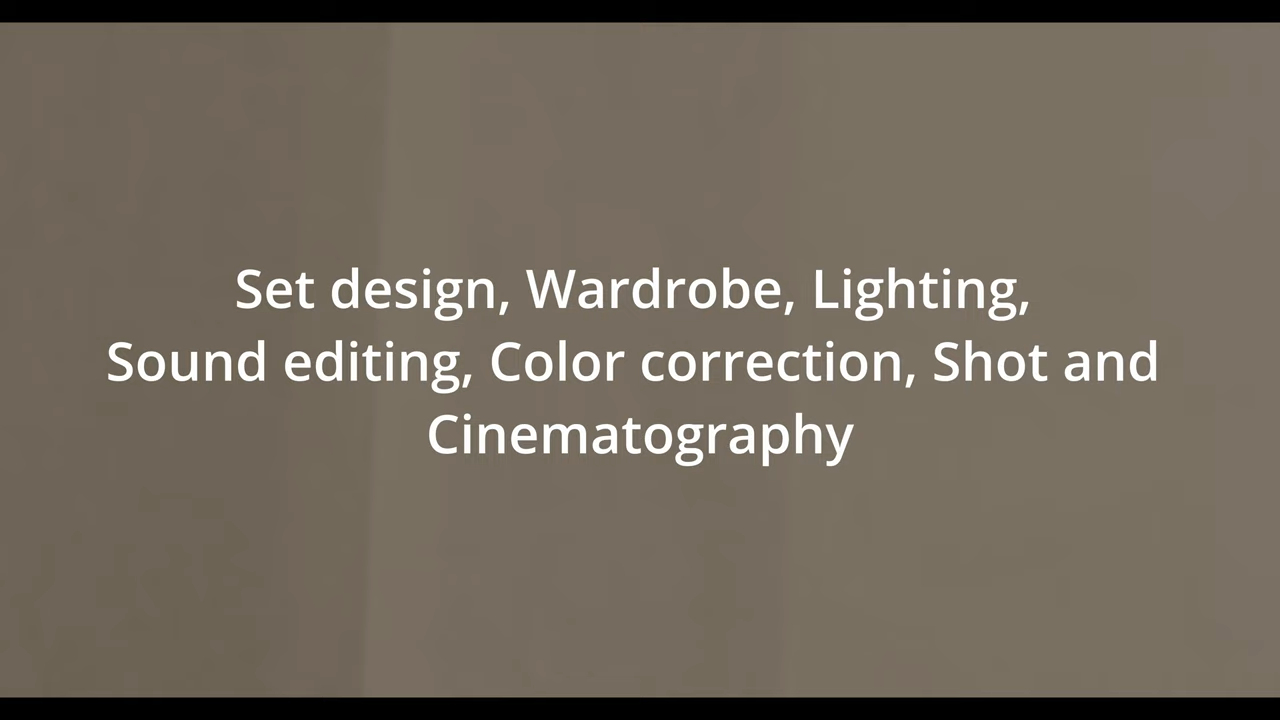 Set design, Wardrobe, Lighting,
Sound editing, Color correction, Shot and
Cinematography